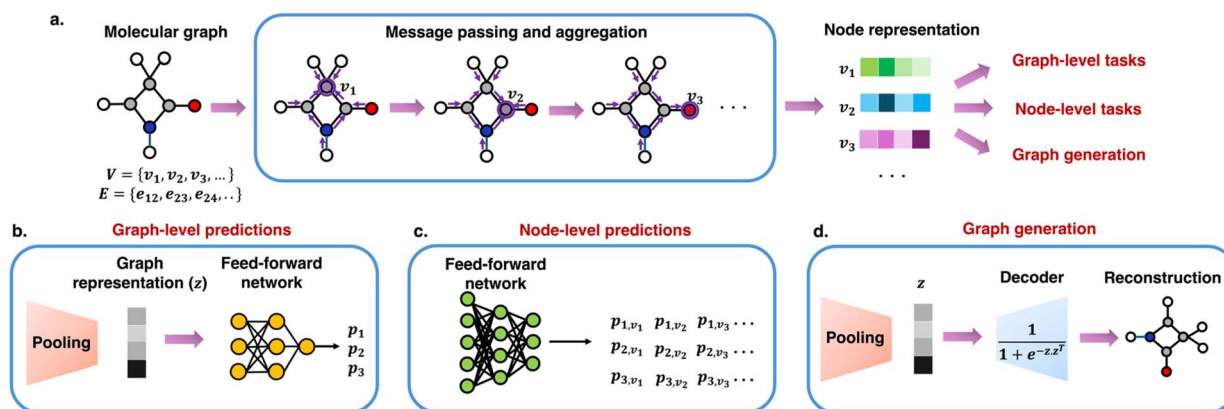 a.
Molecular graph
V = {v₁, v₂, v₃, ...}
E = {e₁₂, e₂₃, e₂₄, ..}
Message passing and aggregation
v₁
v₂
v₃
. . .
Node representation
v₁
v₂
v₃
. . .
Graph-level tasks
Node-level tasks
Graph generation
b.
Graph-level predictions
Pooling
Graph
representation (z)
Feed-forward
network
p₁
p₂
p₃
c.
Node-level predictions
Feed-forward
network
p₁,ᵥ₁ p₁,ᵥ₂ p₁,ᵥ₃ ...
p₂,ᵥ₁ p₂,ᵥ₂ p₂,ᵥ₃ ...
p₃,ᵥ₁ p₃,ᵥ₂ p₃,ᵥ₃ ...
d.
Graph generation
Pooling
z
Decoder
1
1 + e^-z.z^T
Reconstruction